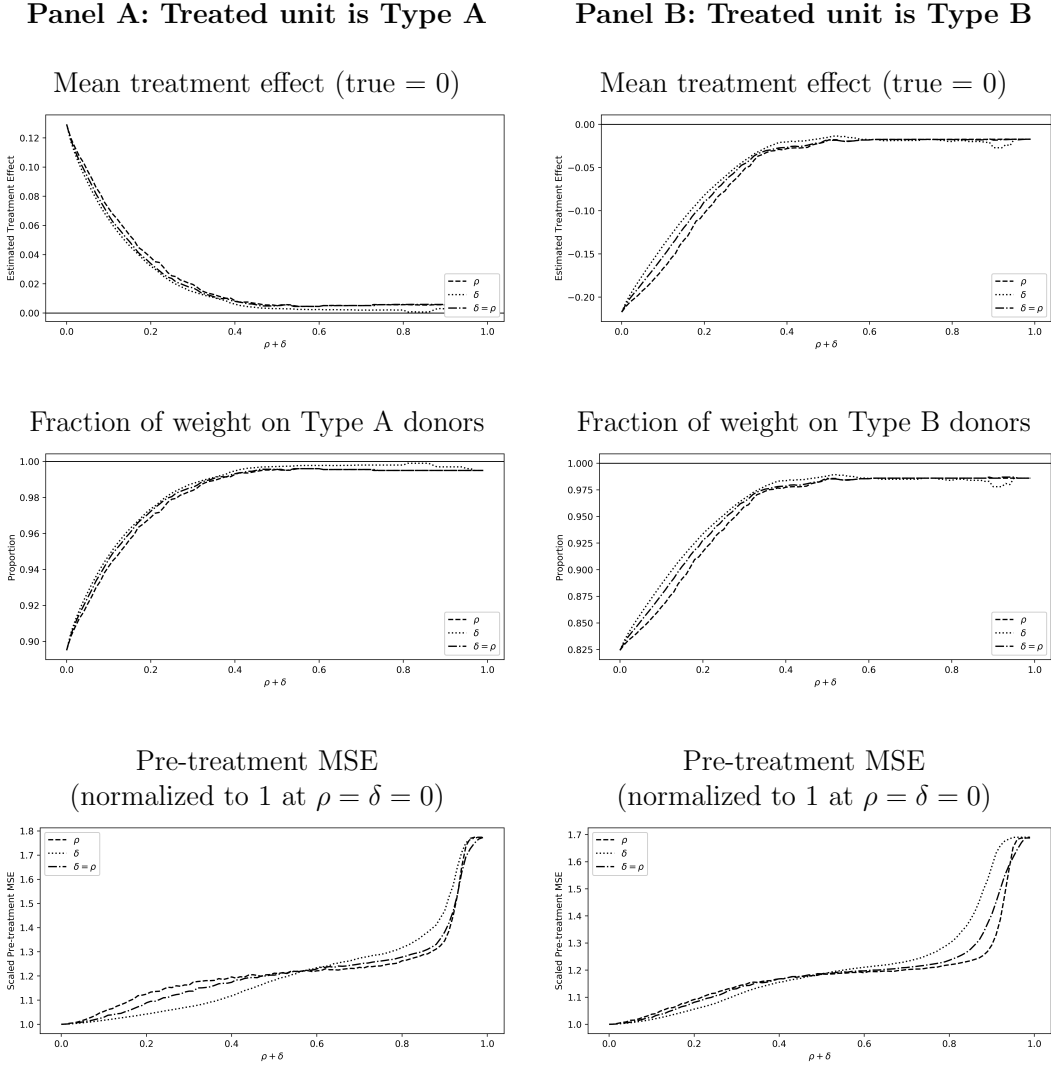 Panel A: Treated unit is Type A
Mean treatment effect (true = 0)
Estimated Treatment Effect
0.12
0.10
0.08
0.06
0.04
0.02
0.00
0.0 0.2 0.4 0.6 0.8 1.0
ρ + δ
ρ
δ
δ = ρ
Fraction of weight on Type A donors
Proportion
1.00
0.98
0.96
0.94
0.92
0.90
0.0 0.2 0.4 0.6 0.8 1.0
ρ + δ
ρ
δ
δ = ρ
Pre-treatment MSE
(normalized to 1 at ρ = δ = 0)
Scaled Pre-treatment MSE
1.8
1.7
1.6
1.5
1.4
1.3
1.2
1.1
1.0
0.0 0.2 0.4 0.6 0.8 1.0
ρ + δ
ρ
δ
δ = ρ
Panel B: Treated unit is Type B
Mean treatment effect (true = 0)
Estimated Treatment Effect
0.00
−0.05
−0.10
−0.15
−0.20
0.0 0.2 0.4 0.6 0.8 1.0
ρ + δ
ρ
δ
δ = ρ
Fraction of weight on Type B donors
Proportion
1.000
0.975
0.950
0.925
0.900
0.875
0.850
0.825
0.0 0.2 0.4 0.6 0.8 1.0
ρ + δ
ρ
δ
δ = ρ
Pre-treatment MSE
(normalized to 1 at ρ = δ = 0)
Scaled Pre-treatment MSE
1.7
1.6
1.5
1.4
1.3
1.2
1.1
1.0
0.0 0.2 0.4 0.6 0.8 1.0
ρ + δ
ρ
δ
δ = ρ